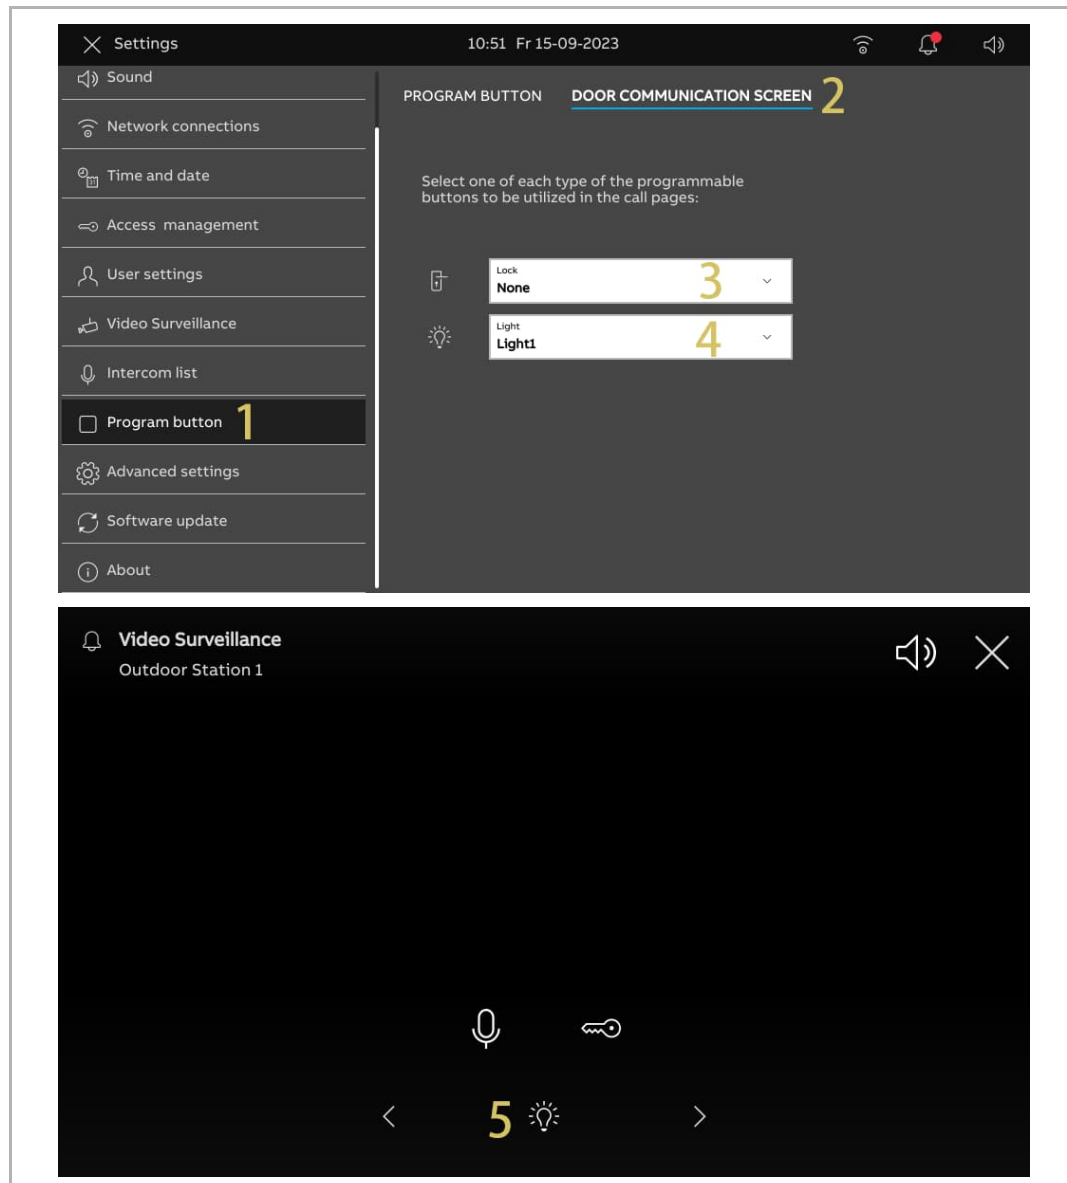 Settings
10:51 Fr 15-09-2023
Sound
Network connections
Time and date
Access management
User settings
Video Surveillance
Intercom list
Program button 1
Advanced settings
Software update
About
PROGRAM BUTTON DOOR COMMUNICATION SCREEN 2
Select one of each type of the programmable
buttons to be utilized in the call pages:
Lock
None 3
Light
Light1 4
Video Surveillance
Outdoor Station 1
5